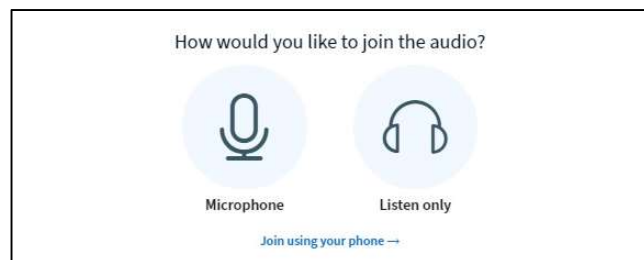 How would you like to join the audio?
Microphone Listen only
Join using your phone →